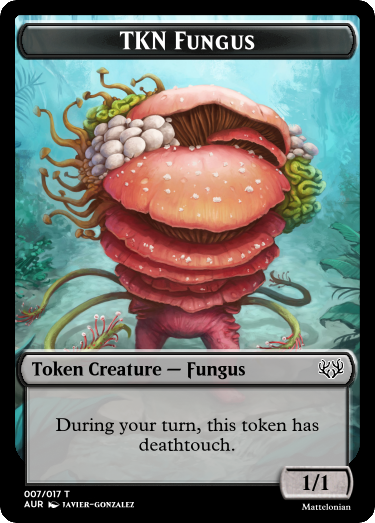 TKN Fungus
Token Creature — Fungus
During your turn, this token has
deathtouch.
1/1
007/017 T
AUR Javier-Gonzalez
Mattelonian